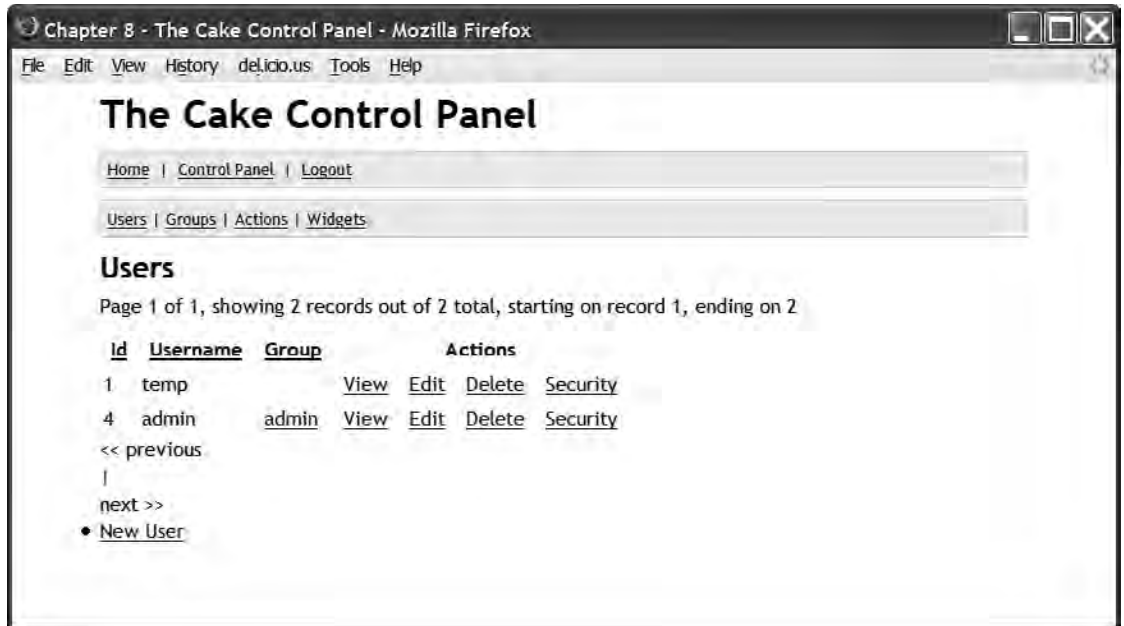 Chapter 8 - The Cake Control Panel - Mozilla Firefox
File Edit View History del.icio.us Tools Help
The Cake Control Panel
Home | Control Panel | Logout
Users | Groups | Actions | Widgets
Users
Page 1 of 1, showing 2 records out of 2 total, starting on record 1, ending on 2
Id Username Group Actions
1 temp View Edit Delete Security
4 admin admin View Edit Delete Security
<< previous
|
next >>
• New User